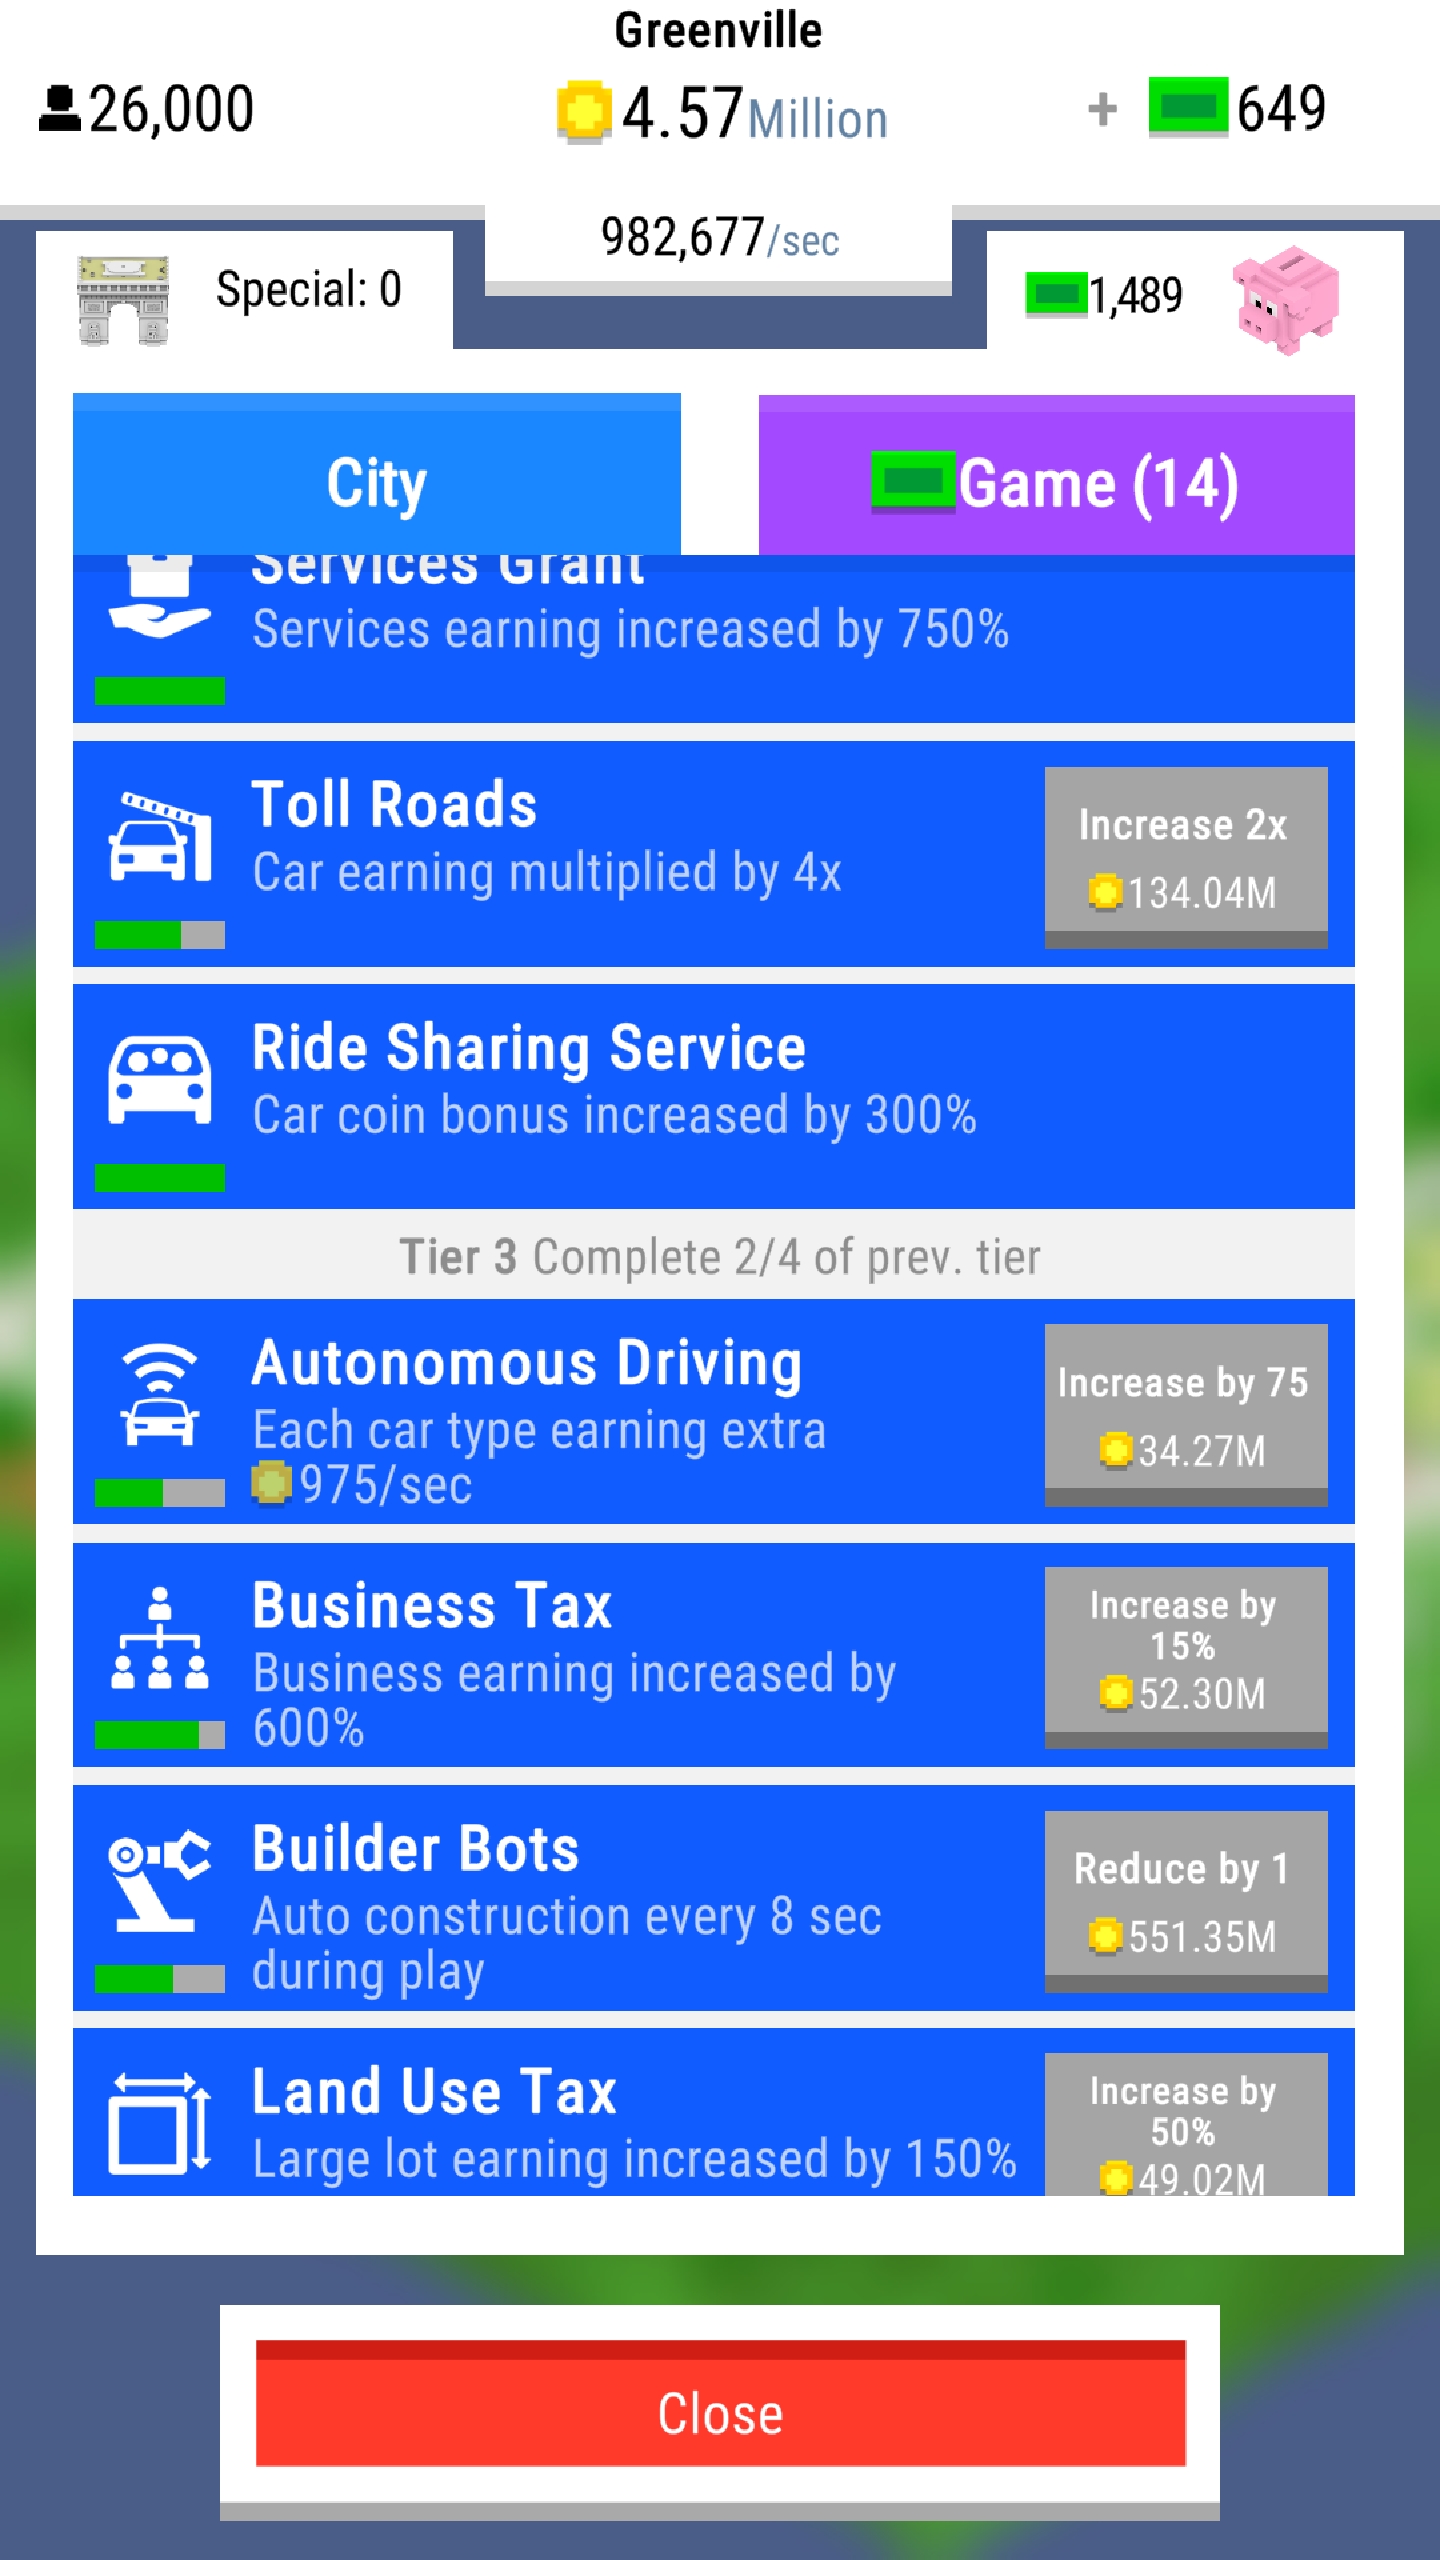 Greenville
26,000
4.57Million
+ 649
982,677/sec
Special: 0
1,489
City
Game (14)
Services Grant
Services earning increased by 750%
Toll Roads
Car earning multiplied by 4x
Increase 2x
134.04M
Ride Sharing Service
Car coin bonus increased by 300%
Tier 3 Complete 2/4 of prev. tier
Autonomous Driving
Each car type earning extra
975/sec
Increase by 75
34.27M
Business Tax
Business earning increased by
600%
Increase by
15%
52.30M
Builder Bots
Auto construction every 8 sec
during play
Reduce by 1
551.35M
Land Use Tax
Large lot earning increased by 150%
Increase by
50%
49.02M
Close